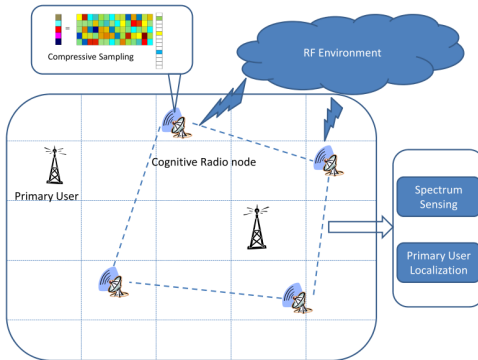 =
Compressive Sampling
RF Environment
Cognitive Radio node
Primary User
Spectrum
Sensing
Primary User
Localization